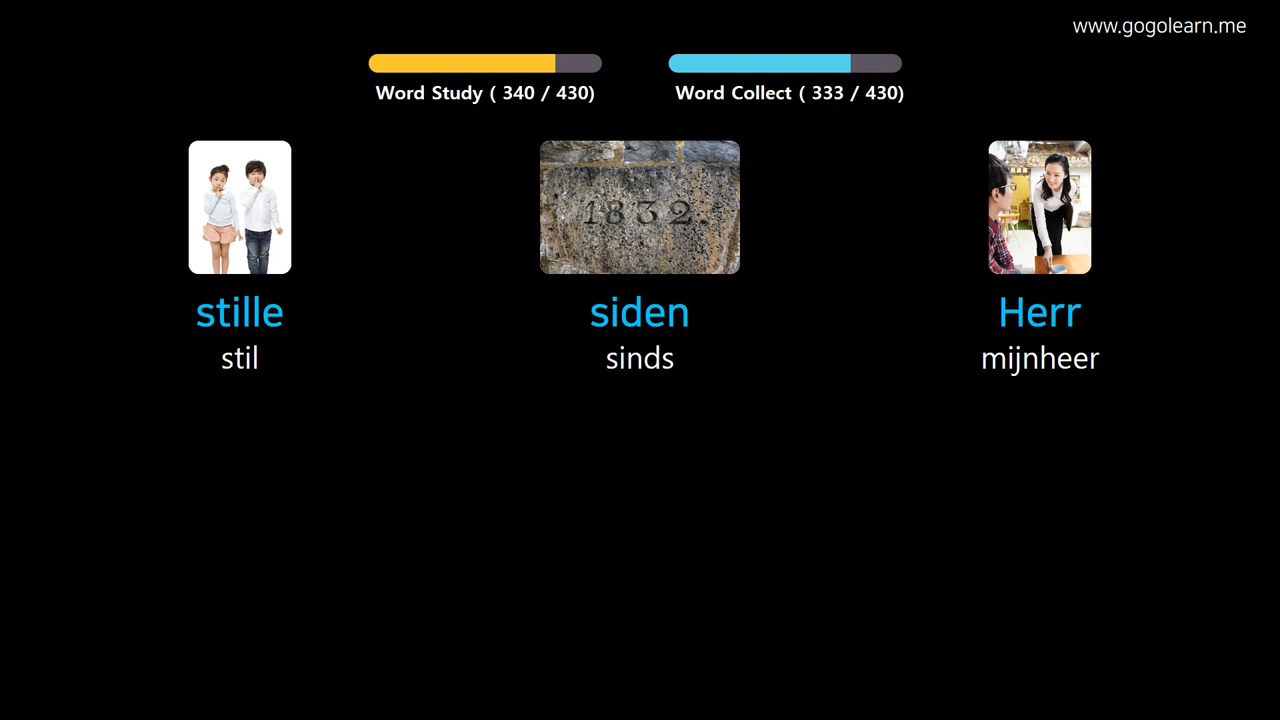 www.gogolearn.me
Word Study ( 340 / 430)
Word Collect ( 333 / 430)
1832.
stille
siden
Herr
stil
sinds
mijnheer